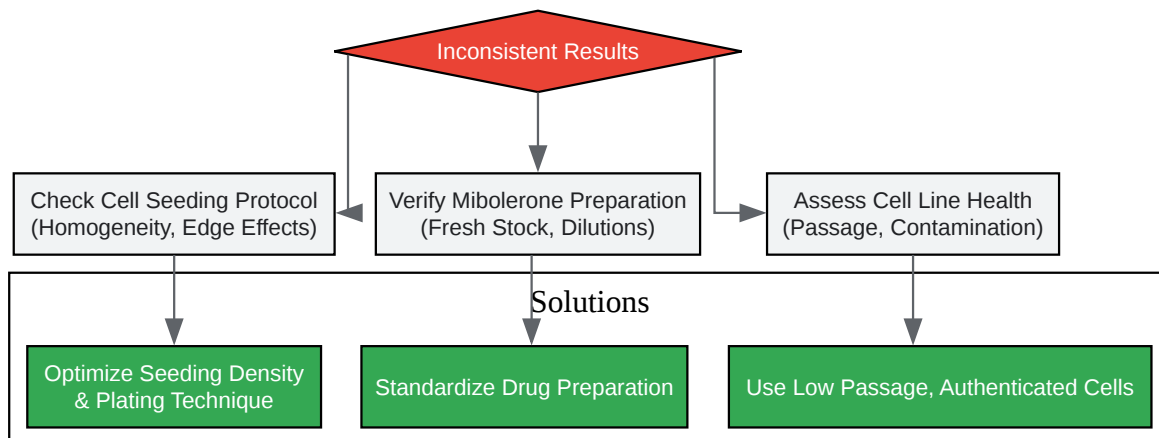 Inconsistent Results
Check Cell Seeding Protocol
(Homogeneity, Edge Effects)
Verify Mibolerone Preparation
(Fresh Stock, Dilutions)
Assess Cell Line Health
(Passage, Contamination)
Solutions
Optimize Seeding Density
& Plating Technique
Standardize Drug Preparation
Use Low Passage, Authenticated Cells